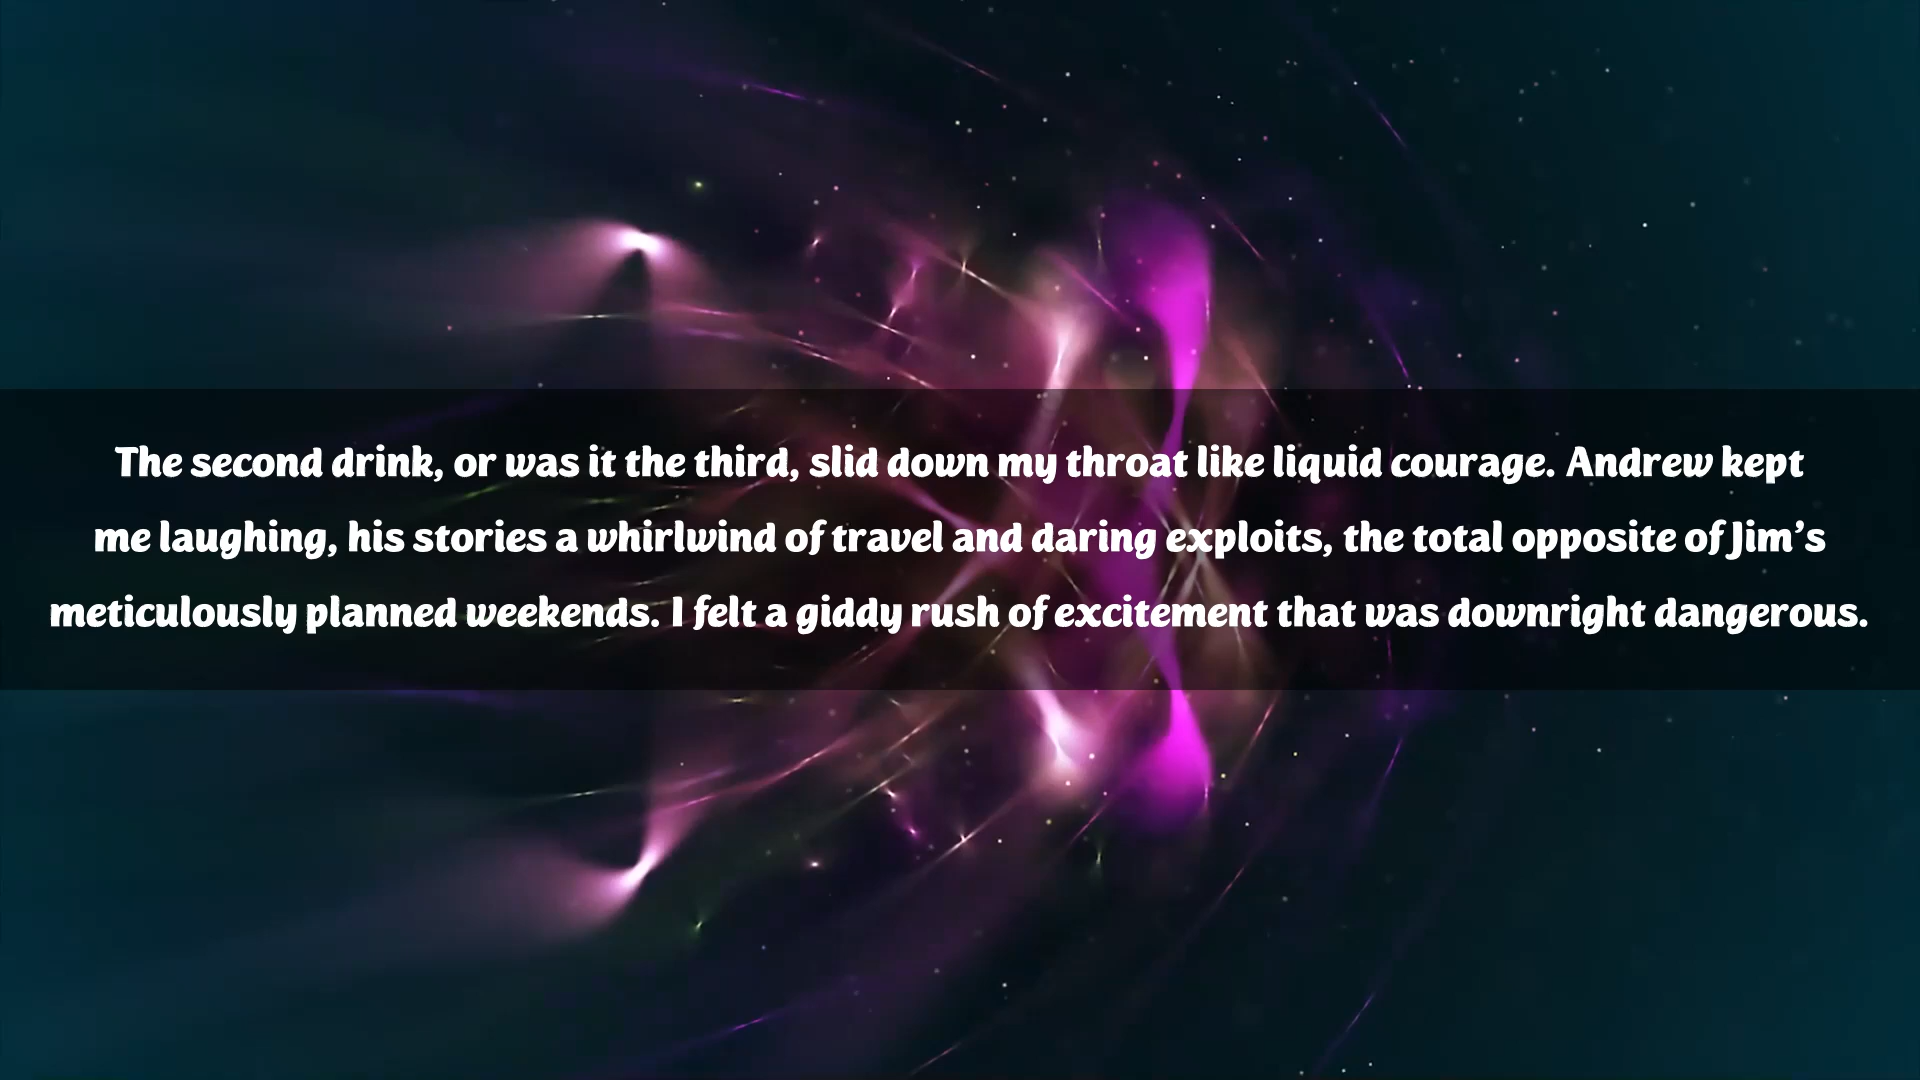 The second drink, or was it the third, slid down my throat like liquid courage. Andrew kept
me laughing, his stories a whirlwind of travel and daring exploits, the total opposite of Jim’s
meticulously planned weekends. I felt a giddy rush of excitement that was downright dangerous.